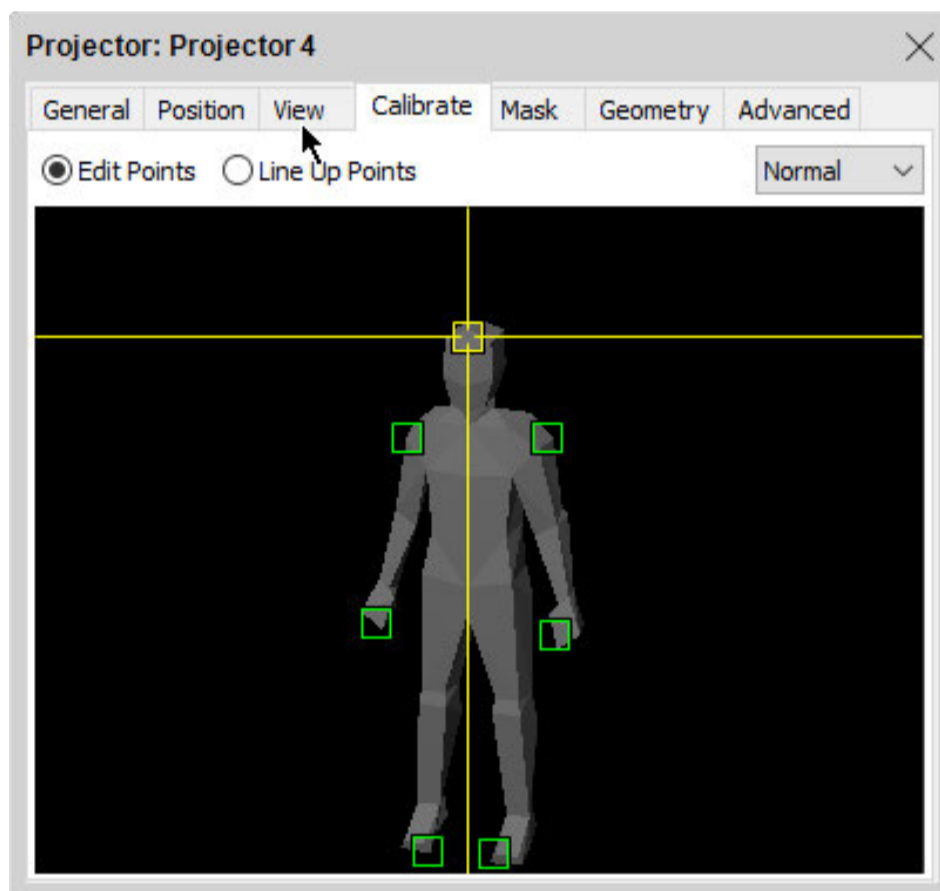 Projector: Projector 4
General Position View Calibrate Mask Geometry Advanced
Edit Points Line Up Points Normal